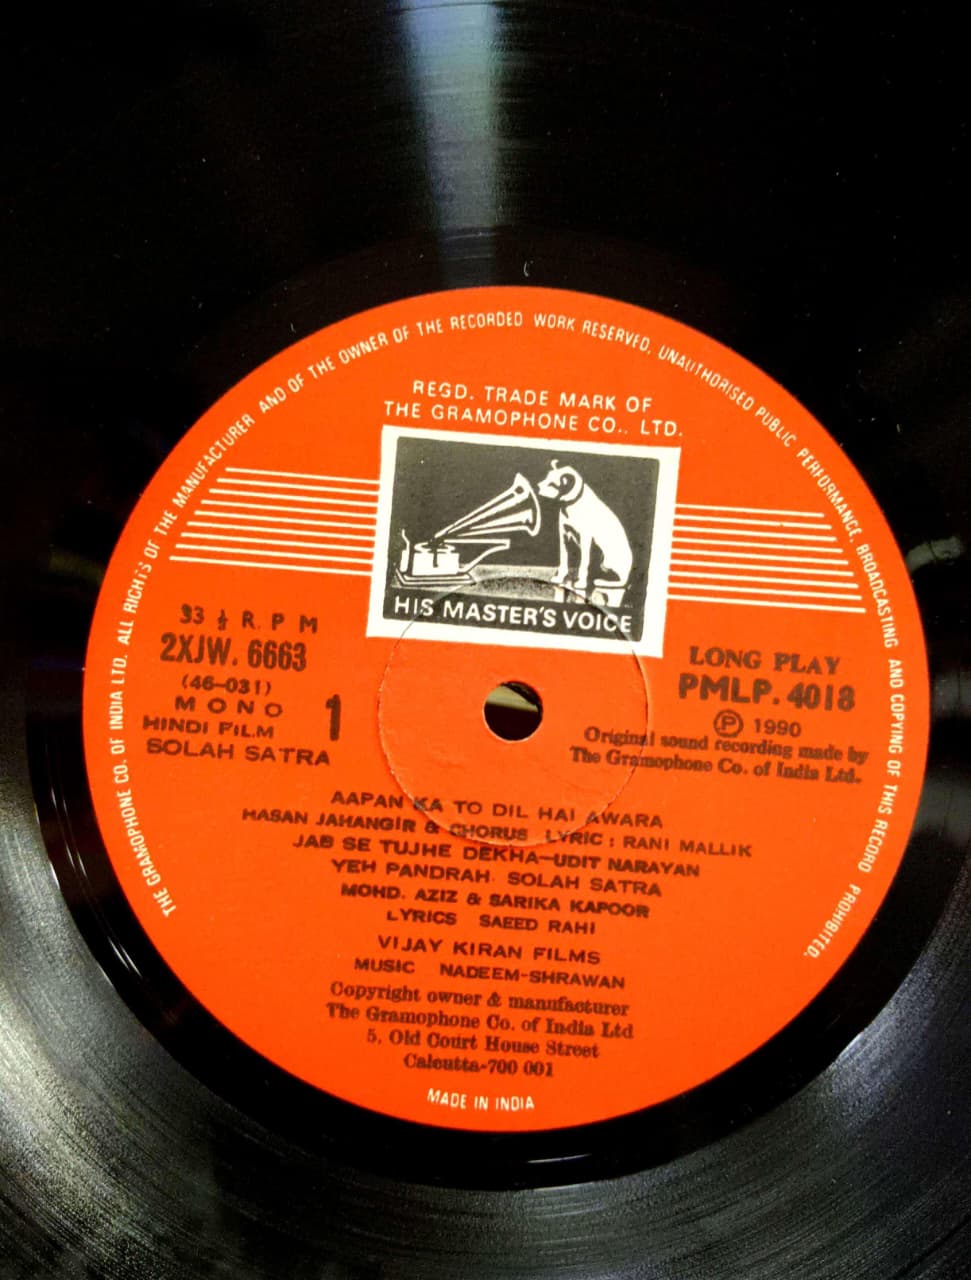 THE GRAMOPHONE CO. OF INDIA LTD. ALL RIGHTS OF THE MANUFACTURER AND OF THE OWNER OF THE RECORDED WORK RESERVED. UNAUTHORISED PUBLIC PERFORMANCE, BROADCASTING AND COPYING OF THIS RECORD PROHIBITED.
REGD. TRADE MARK OF
THE GRAMOPHONE CO., LTD.
HIS MASTER'S VOICE
33 ⅓ R. P M
2XJW. 6663
(46-031)
MONO
1
HINDI FILM
SOLAH SATRA
LONG PLAY
PMLP. 4018
Ⓟ 1990
Original sound recording made by
The Gramophone Co. of India Ltd.
AAPAN KA TO DIL HAI AWARA
HASAN JAHANGIR & CHORUS LYRIC : RANI MALLIK
JAB SE TUJHE DEKHA—UDIT NARAYAN
YEH PANDRAH SOLAH SATRA
MOHD. AZIZ & SARIKA KAPOOR
LYRICS SAEED RAHI
VIJAY KIRAN FILMS
MUSIC NADEEM-SHRAWAN
Copyright owner & manufacturer
The Gramophone Co. of India Ltd
5, Old Court House Street
Calcutta-700 001
MADE IN INDIA